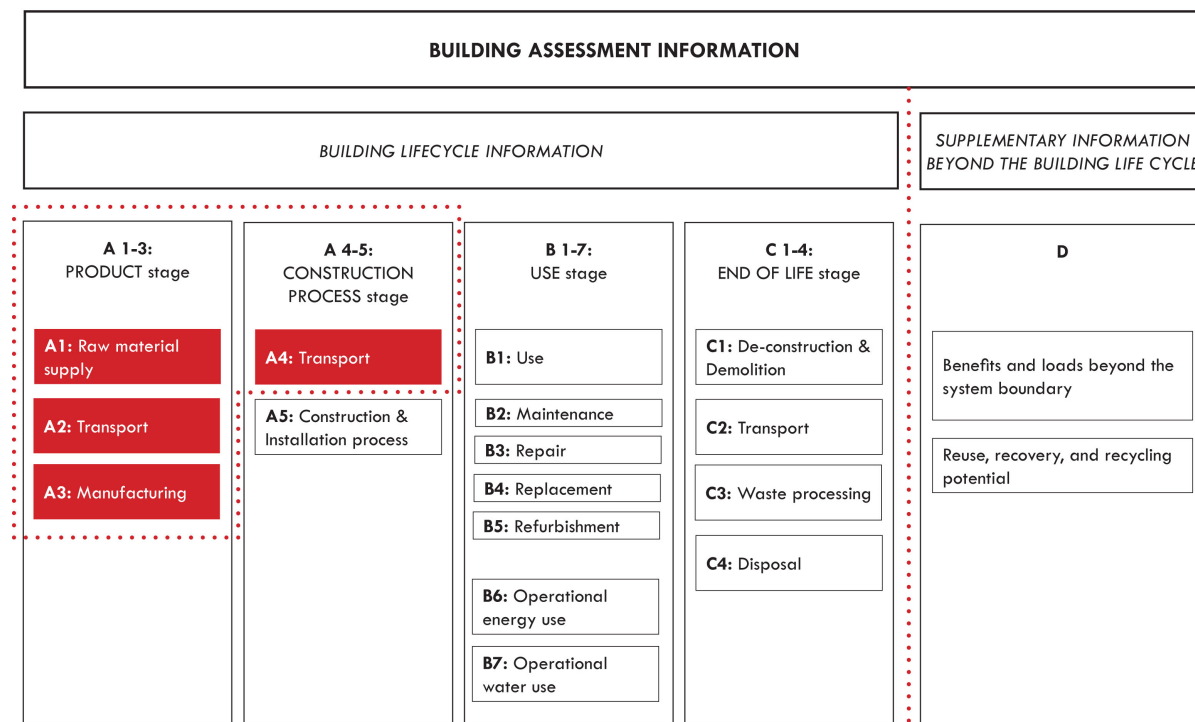 BUILDING ASSESSMENT INFORMATION
BUILDING LIFECYCLE INFORMATION
SUPPLEMENTARY INFORMATION
BEYOND THE BUILDING LIFE CYCLE
A 1-3:
PRODUCT stage
A1: Raw material
supply
A2: Transport
A3: Manufacturing
A 4-5:
CONSTRUCTION
PROCESS stage
A4: Transport
A5: Construction &
Installation process
B 1-7:
USE stage
B1: Use
B2: Maintenance
B3: Repair
B4: Replacement
B5: Refurbishment
B6: Operational
energy use
B7: Operational
water use
C 1-4:
END OF LIFE stage
C1: De-construction &
Demolition
C2: Transport
C3: Waste processing
C4: Disposal
D
Benefits and loads beyond the
system boundary
Reuse, recovery, and recycling
potential